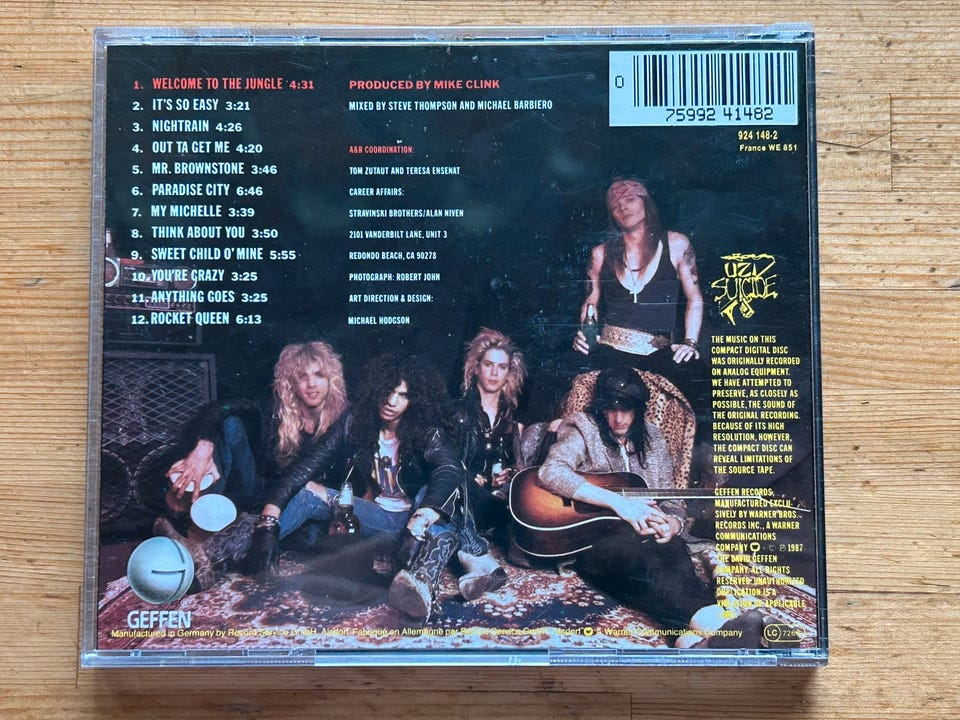 1. WELCOME TO THE JUNGLE 4:31
2. IT'S SO EASY 3:21
3. NIGHTRAIN 4:26
4. OUT TA GET ME 4:20
5. MR. BROWNSTONE 3:46
6. PARADISE CITY 6:46
7. MY MICHELLE 3:39
8. THINK ABOUT YOU 3:50
9. SWEET CHILD O' MINE 5:55
10. YOU'RE CRAZY 3:25
11. ANYTHING GOES 3:25
12. ROCKET QUEEN 6:13
PRODUCED BY MIKE CLINK
MIXED BY STEVE THOMPSON AND MICHAEL BARBIERO
A&R COORDINATION:
TOM ZUTAUT AND TERESA ENSENAT
CAREER AFFAIRS:
STRAVINSKI BROTHERS/ALAN NIVEN
2101 VANDERBILT LANE, UNIT 3
REDONDO BEACH, CA 90278
PHOTOGRAPH: ROBERT JOHN
ART DIRECTION & DESIGN:
MICHAEL HODGSON
0
75992 41482
924 148-2
France WE 851
UZI
SUICIDE
THE MUSIC ON THIS
COMPACT DIGITAL DISC
WAS ORIGINALLY RECORDED
ON ANALOG EQUIPMENT.
WE HAVE ATTEMPTED TO
PRESERVE, AS CLOSELY AS
POSSIBLE, THE SOUND OF
THE ORIGINAL RECORDING.
BECAUSE OF ITS HIGH
RESOLUTION, HOWEVER,
THE COMPACT DISC CAN
REVEAL LIMITATIONS OF
THE SOURCE TAPE.
GEFFEN RECORDS,
MANUFACTURED EXCLU-
SIVELY BY WARNER BROS.
RECORDS INC., A WARNER
COMMUNICATIONS
COMPANY © ℗ 1987
THE DAVID GEFFEN
COMPANY. ALL RIGHTS
RESERVED. UNAUTHORIZED
DUPLICATION IS A
VIOLATION OF APPLICABLE
GEFFEN
Manufactured in Germany by Record Service GmbH, Alsdorf. Fabriqué en Allemagne par Record Service GmbH, Alsdorf A Warner Communications Company
LC